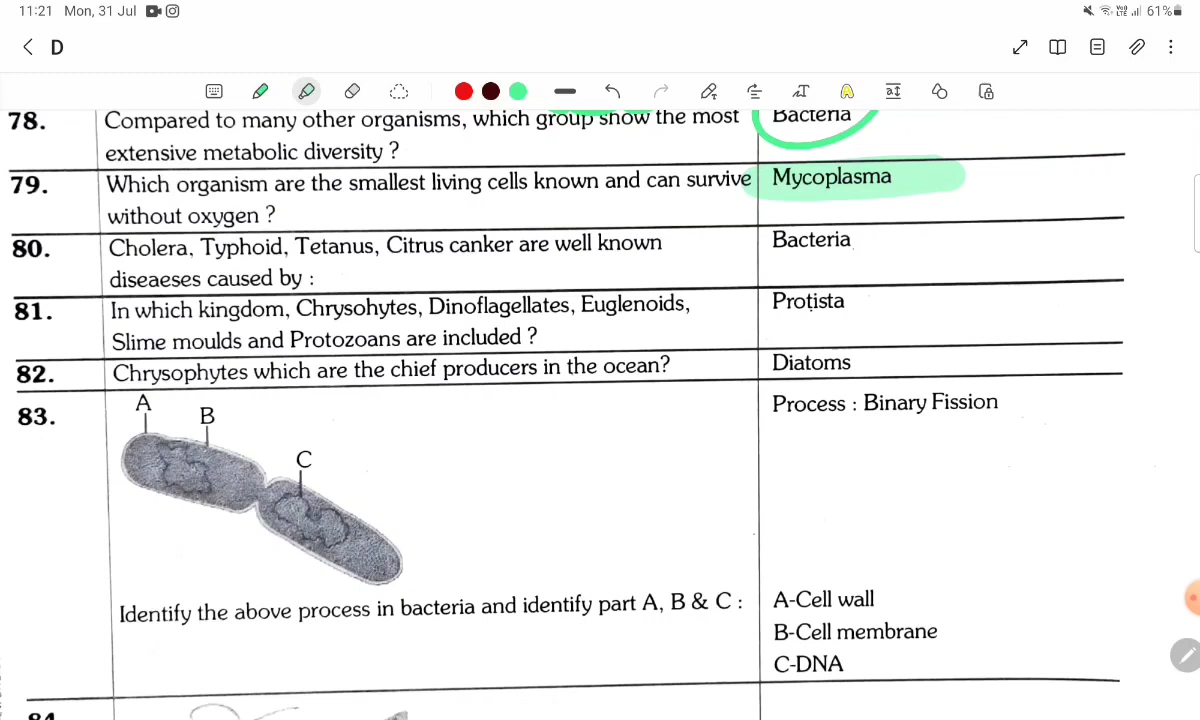 11:21 Mon, 31 Jul
61%
D
78. Compared to many other organisms, which group show the most
extensive metabolic diversity ?
Bacteria
79. Which organism are the smallest living cells known and can survive
without oxygen ?
Mycoplasma
80. Cholera, Typhoid, Tetanus, Citrus canker are well known
diseaeses caused by :
Bacteria
81. In which kingdom, Chrysohytes, Dinoflagellates, Euglenoids,
Slime moulds and Protozoans are included ?
Protista
82. Chrysophytes which are the chief producers in the ocean?
Diatoms
83.
A
B
C
Process : Binary Fission
Identify the above process in bacteria and identify part A, B & C :
A-Cell wall
B-Cell membrane
C-DNA
84